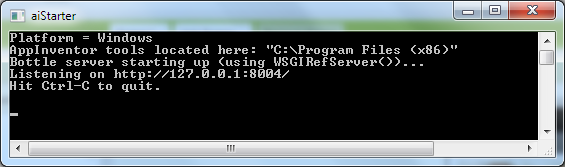 aiStarter
Platform = Windows
AppInventor tools located here: "C:\Program Files (x86)"
Bottle server starting up (using WSGIRefServer())...
Listening on http://127.0.0.1:8004/
Hit Ctrl-C to quit.